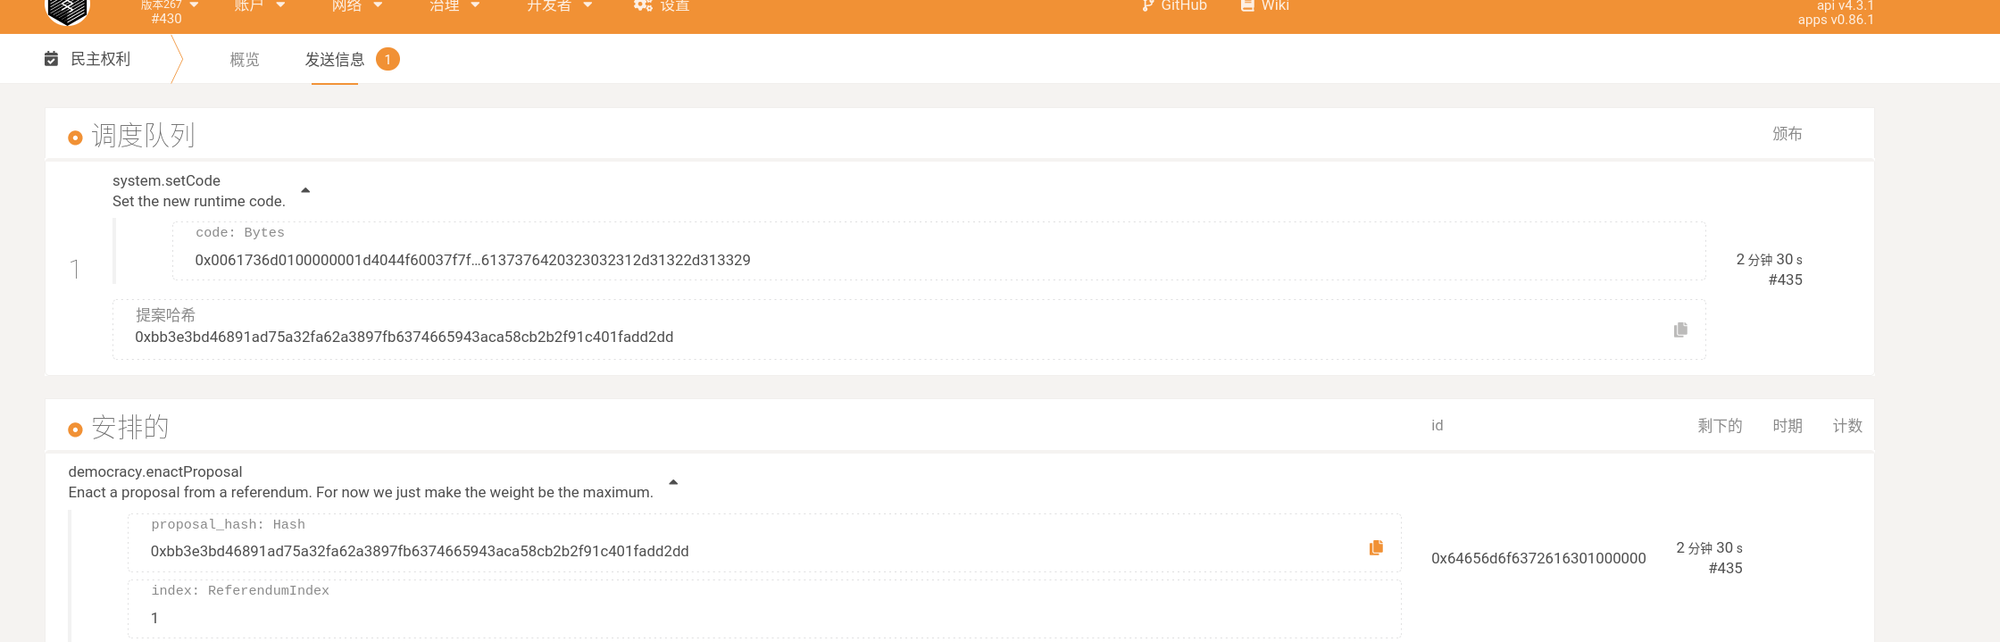 版本267
#430
账户
网络
治理
开发者
设置
GitHub
Wiki
api v4.3.1
apps v0.86.1
民主权利
概览
发送信息
1
调度队列
颁布
system.setCode
Set the new runtime code.
code: Bytes
0x0061736d0100000001d4044f60037f7f…6137376420323032312d31322d313329
1
2 分钟 30 s
#435
提案哈希
0xbb3e3bd46891ad75a32fa62a3897fb6374665943aca58cb2b2f91c401fadd2dd
安排的
id
剩下的
时期
计数
democracy.enactProposal
Enact a proposal from a referendum. For now we just make the weight be the maximum.
proposal_hash: Hash
0xbb3e3bd46891ad75a32fa62a3897fb6374665943aca58cb2b2f91c401fadd2dd
0x64656d6f6372616301000000
2 分钟 30 s
#435
index: ReferendumIndex
1